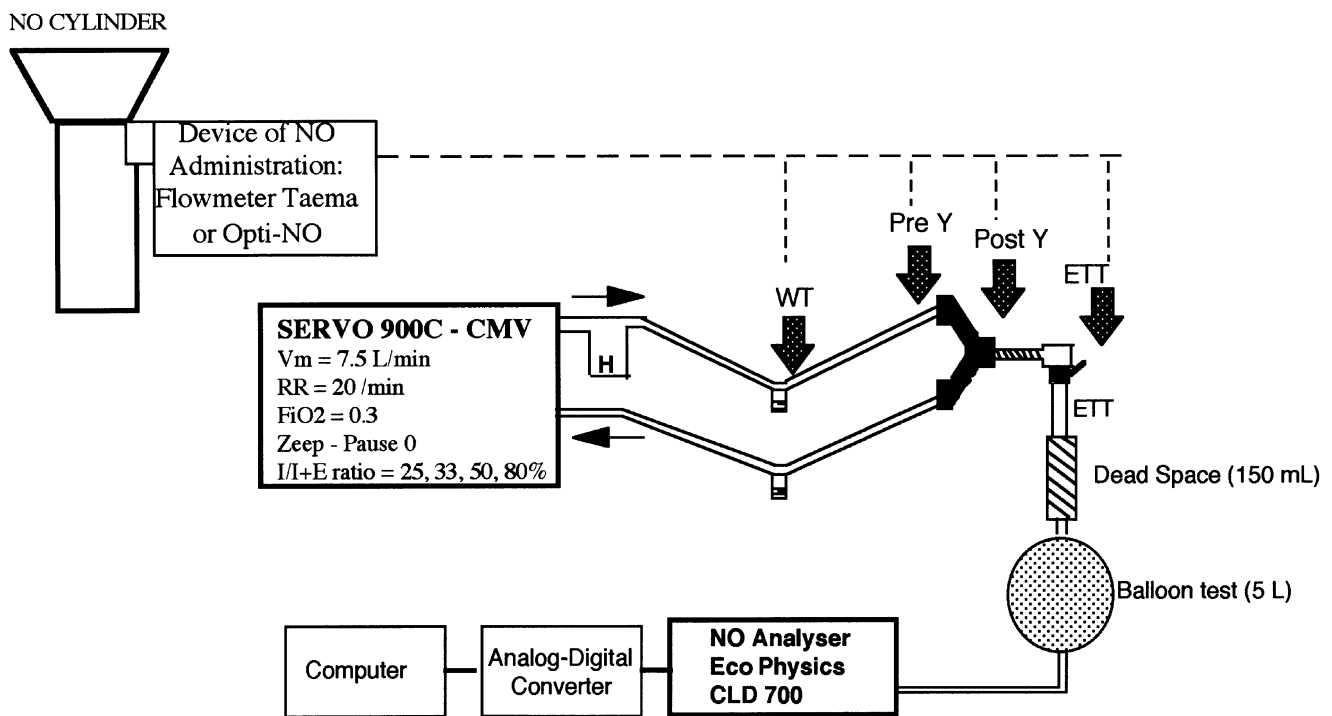 NO CYLINDER
Device of NO
Administration:
Flowmeter Taema
or Opti-NO
Pre Y
Post Y
ETT
WT
SERVO 900C - CMV
Vm = 7.5 L/min
RR = 20 /min
FiO2 = 0.3
Zeep - Pause 0
I/I+E ratio = 25, 33, 50, 80%
H
ETT
Dead Space (150 mL)
Balloon test (5 L)
Computer
Analog-Digital
Converter
NO Analyser
Eco Physics
CLD 700